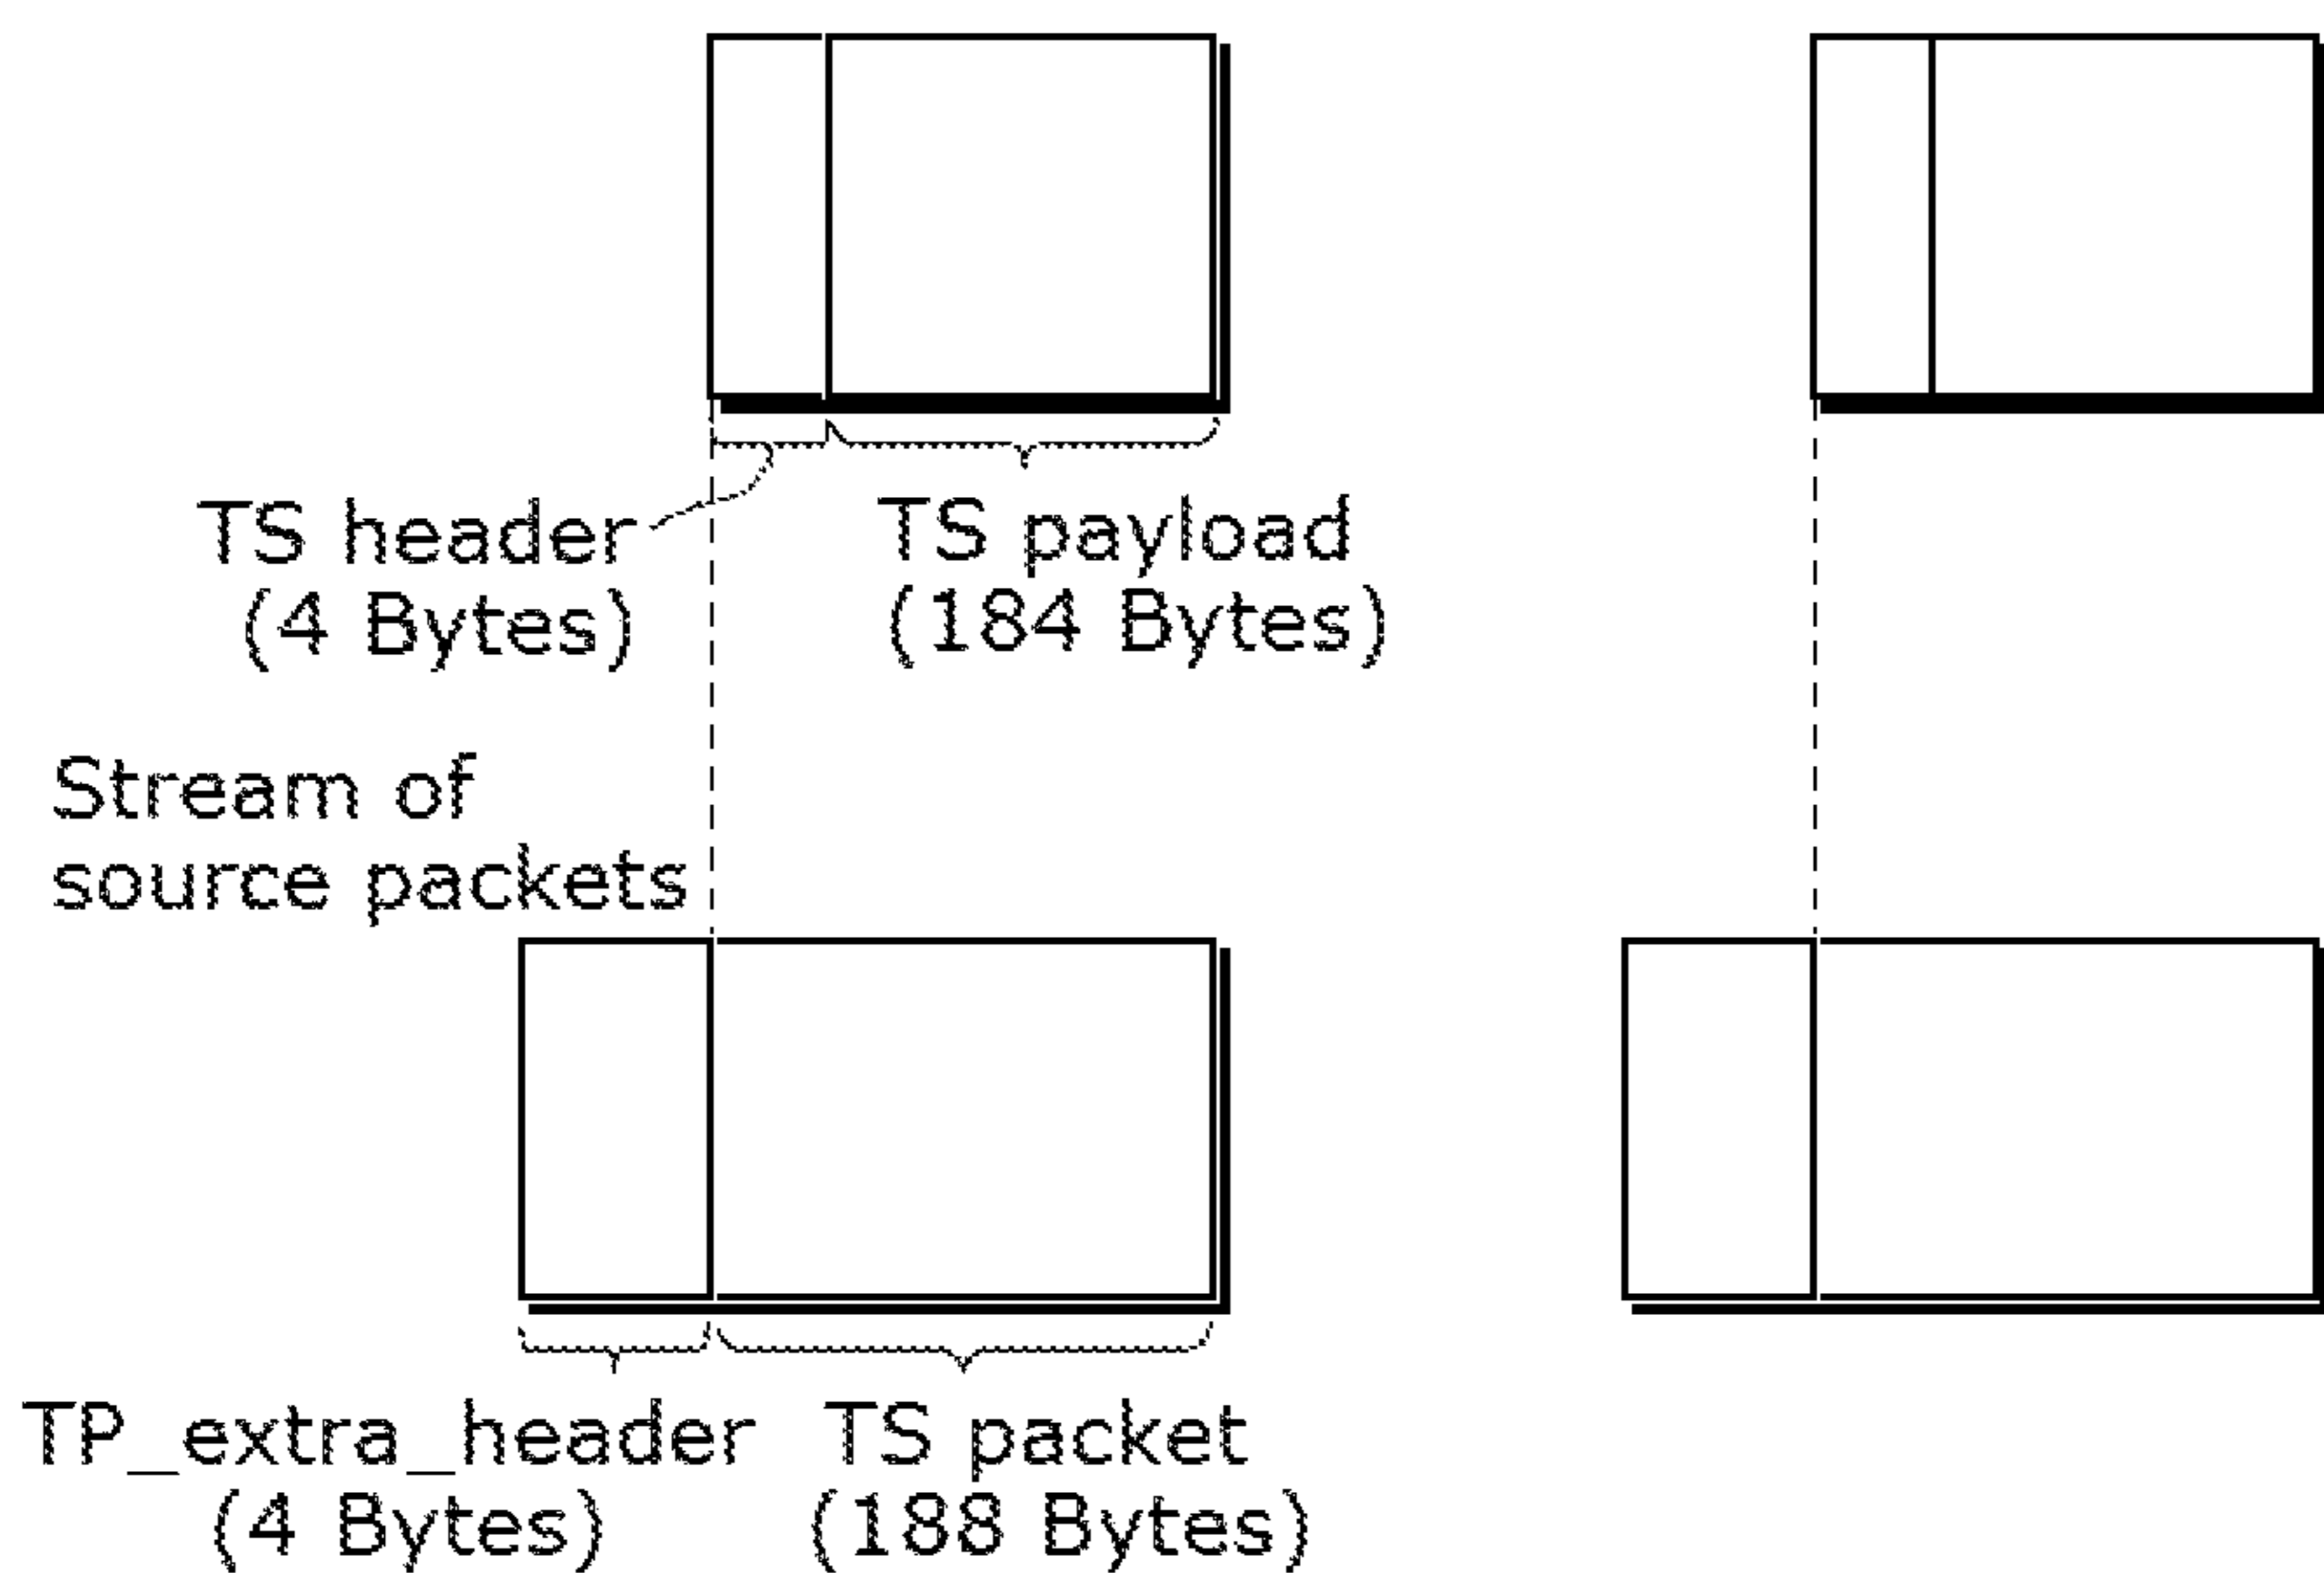 TS header
(4 Bytes)
TS payload
(184 Bytes)
Stream of
source packets
TP_extra_header
(4 Bytes)
TS packet
(188 Bytes)